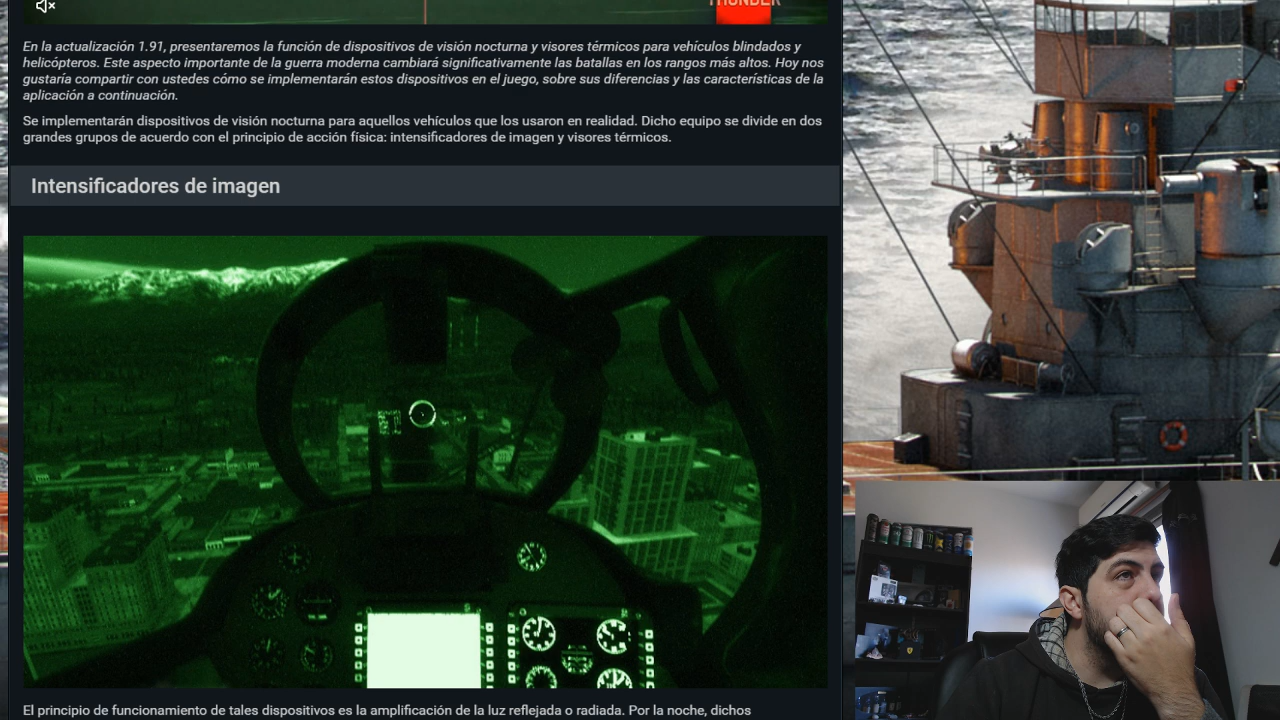 THUNDER
En la actualización 1.91, presentaremos la función de dispositivos de visión nocturna y visores térmicos para vehículos blindados y
helicópteros. Este aspecto importante de la guerra moderna cambiará significativamente las batallas en los rangos más altos. Hoy nos
gustaría compartir con ustedes cómo se implementarán estos dispositivos en el juego, sobre sus diferencias y las características de la
aplicación a continuación.
Se implementarán dispositivos de visión nocturna para aquellos vehículos que los usaron en realidad. Dicho equipo se divide en dos
grandes grupos de acuerdo con el principio de acción física: intensificadores de imagen y visores térmicos.
Intensificadores de imagen
El principio de funcionamiento de tales dispositivos es la amplificación de la luz reflejada o radiada. Por la noche, dichos